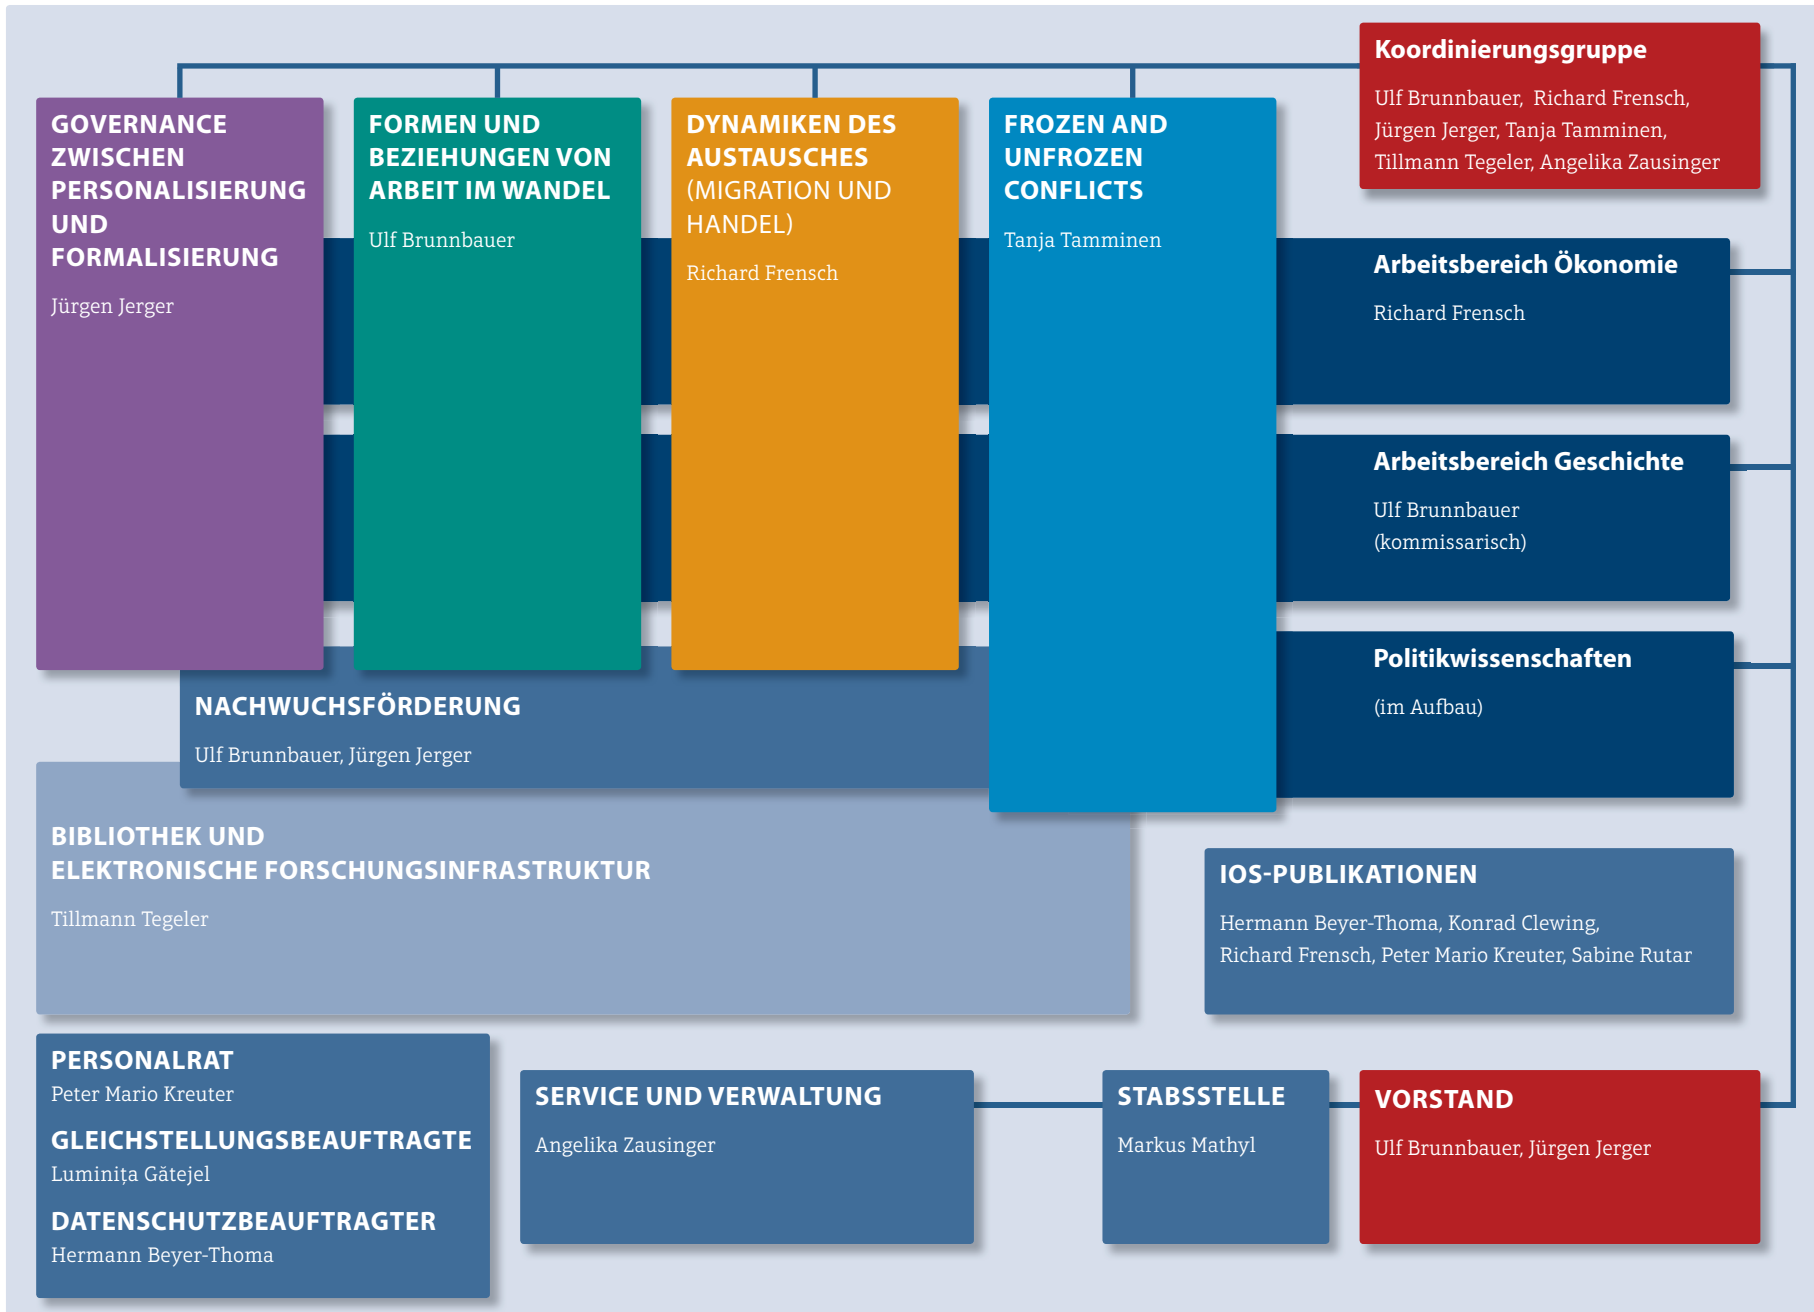 Koordinierungsgruppe
Ulf Brunnbauer, Richard Frensch,
Jürgen Jerger, Tanja Tamminen,
Tillmann Tegeler, Angelika Zausinger
GOVERNANCE
ZWISCHEN
PERSONALISIERUNG
UND
FORMALISIERUNG
Jürgen Jerger
FORMEN UND
BEZIEHUNGEN VON
ARBEIT IM WANDEL
Ulf Brunnbauer
DYNAMIKEN DES
AUSTAUSCHES
(MIGRATION UND
HANDEL)
Richard Frensch
FROZEN AND
UNFROZEN
CONFLICTS
Tanja Tamminen
Arbeitsbereich Ökonomie
Richard Frensch
Arbeitsbereich Geschichte
Ulf Brunnbauer
(kommissarisch)
Politikwissenschaften
(im Aufbau)
NACHWUCHSFÖRDERUNG
Ulf Brunnbauer, Jürgen Jerger
BIBLIOTHEK UND
ELEKTRONISCHE FORSCHUNGSINFRASTRUKTUR
Tillmann Tegeler
IOS-PUBLIKATIONEN
Hermann Beyer-Thoma, Konrad Clewing,
Richard Frensch, Peter Mario Kreuter, Sabine Rutar
PERSONALRAT
Peter Mario Kreuter
GLEICHSTELLUNGSBEAUFTRAGTE
Luminița Gătejel
DATENSCHUTZBEAUFTRAGTER
Hermann Beyer-Thoma
SERVICE UND VERWALTUNG
Angelika Zausinger
STABSSTELLE
Markus Mathyl
VORSTAND
Ulf Brunnbauer, Jürgen Jerger